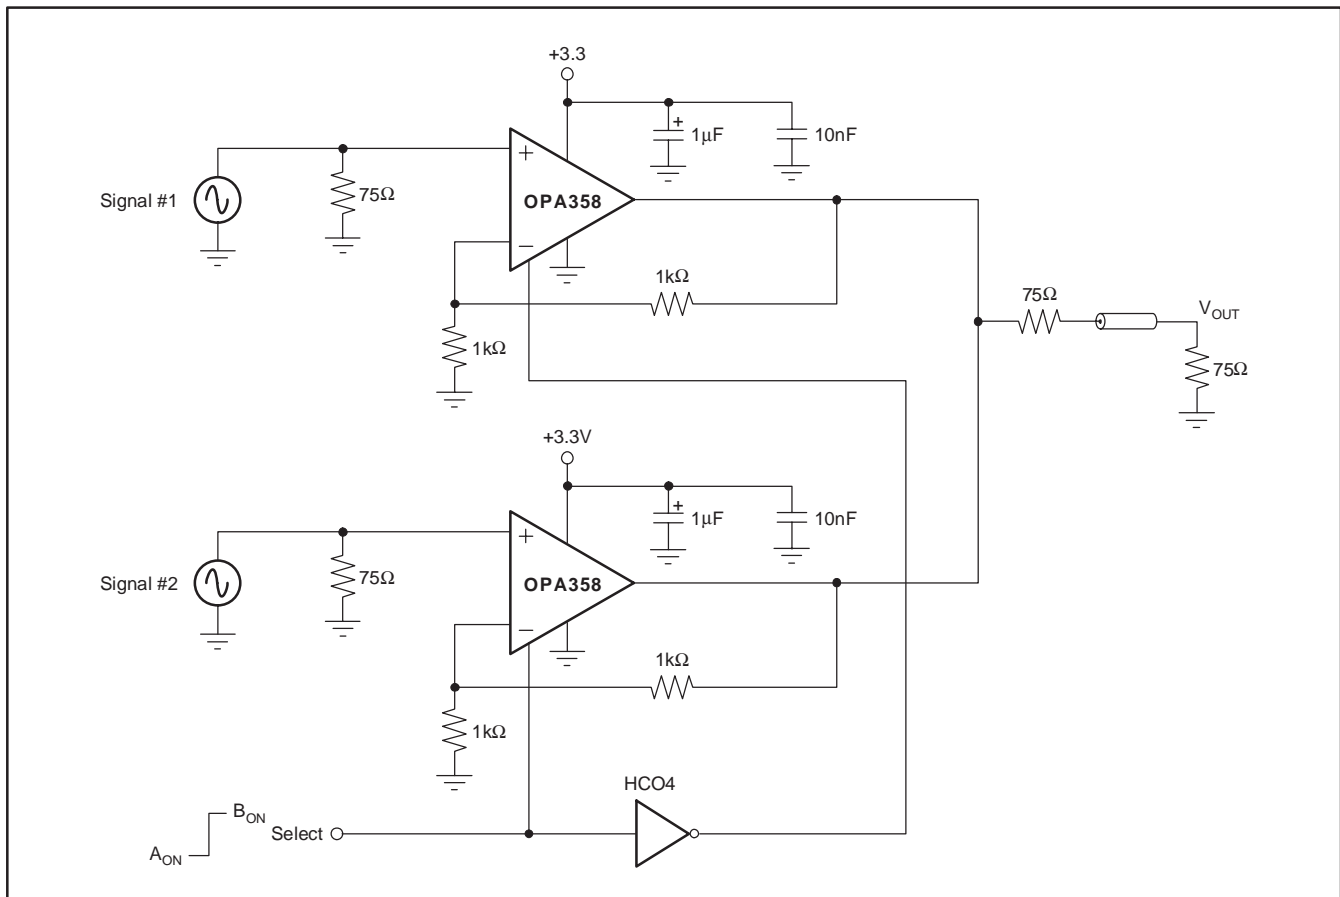 +3.3
+
1μF
10nF
+
Signal #1
75Ω
OPA358
−
1kΩ
1kΩ
75Ω
VOUT
75Ω
+3.3V
+
1μF
10nF
+
Signal #2
75Ω
OPA358
−
1kΩ
1kΩ
HCO4
BON
Select
AON